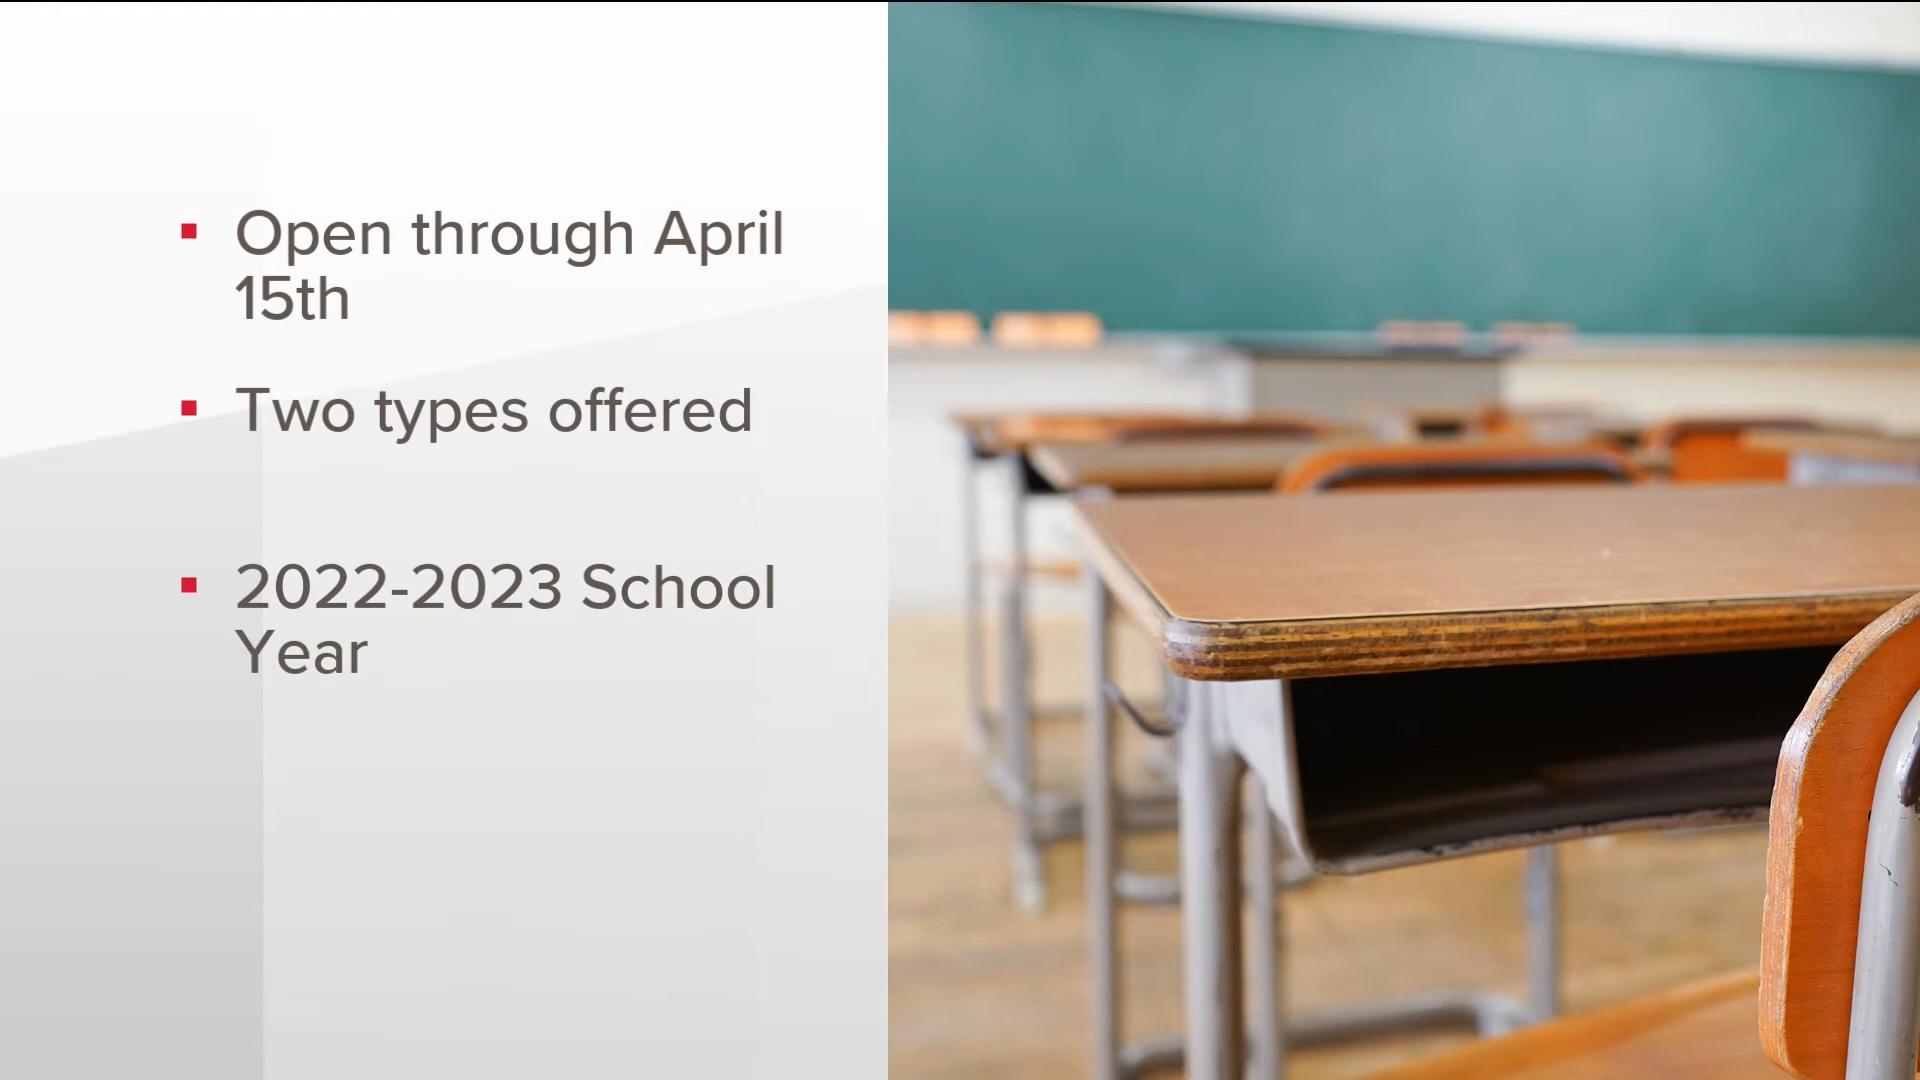 Open through April
15th
Two types offered
2022-2023 School
Year